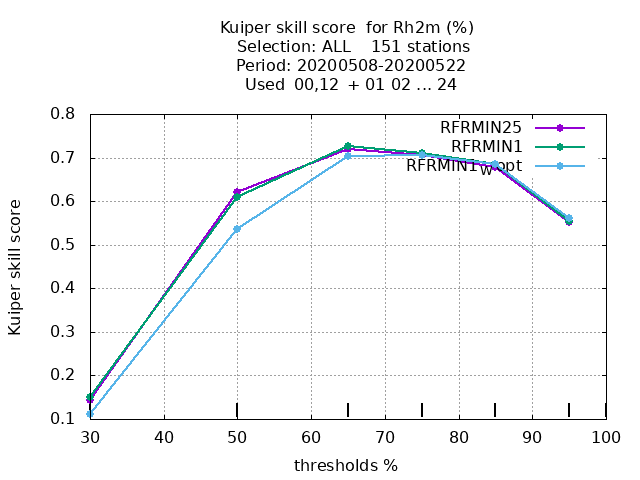 Kuiper skill score for Rh2m (%)
Selection: ALL 151 stations
Period: 20200508-20200522
Used 00,12 + 01 02 ... 24
RFRMIN25
RFRMIN1
RFRMIN1wopt
Kuiper skill score
0.8
0.7
0.6
0.5
0.4
0.3
0.2
0.1
30 40 50 60 70 80 90 100
thresholds %